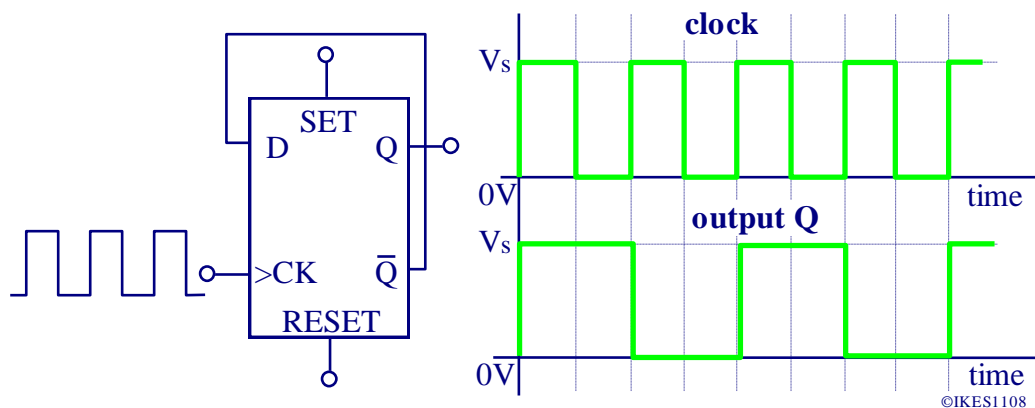 SET
D
Q
>CK
Q̅
RESET
clock
Vs
0V
time
output Q
Vs
0V
time
©IKES1108